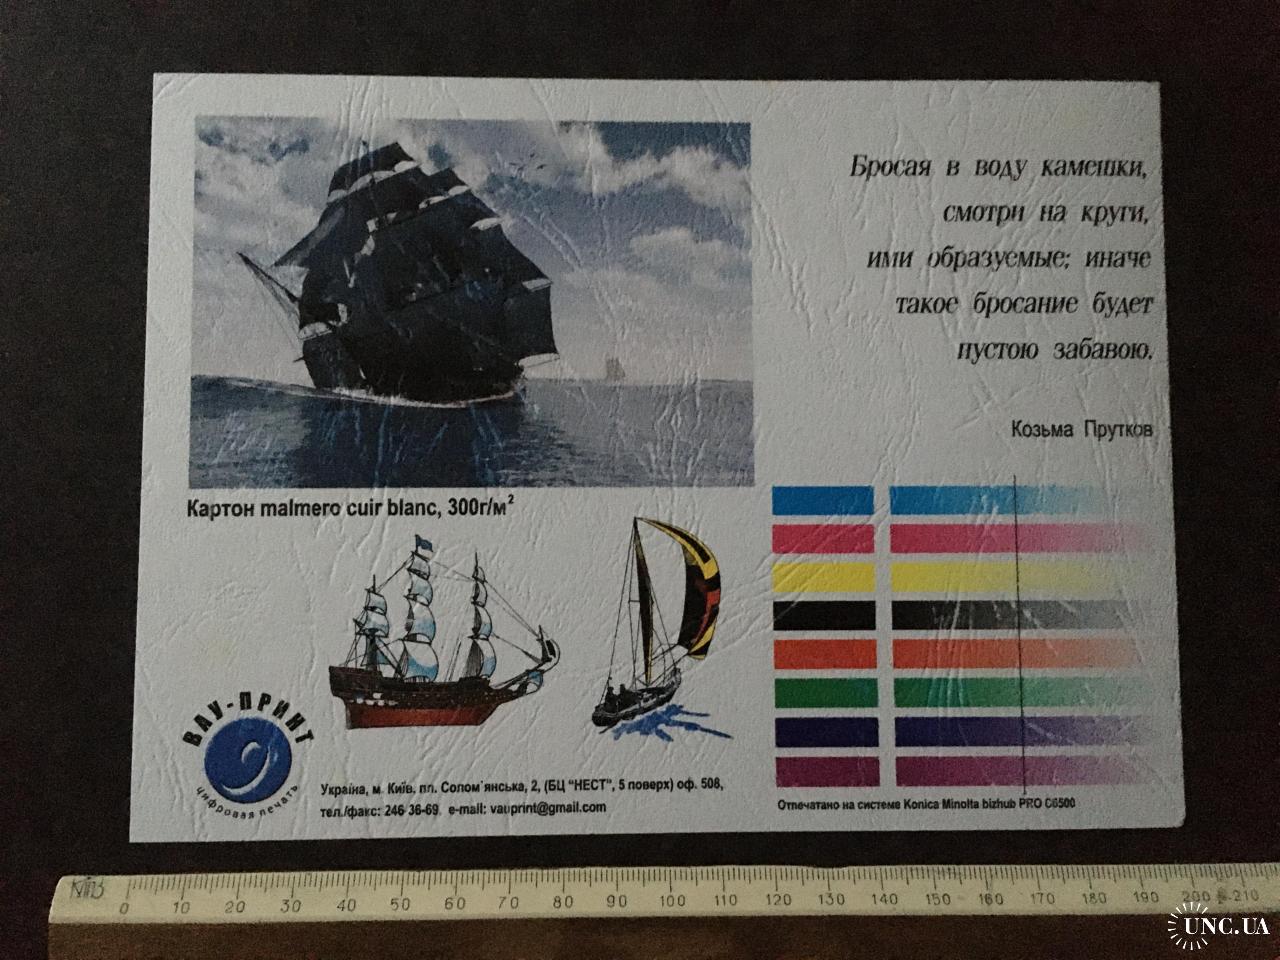 Бросая в воду камешки,
смотри на круги,
ими образуемые; иначе
такое бросание будет
пустою забавою.
Козьма Прутков
Картон malmero cuir blanc, 300г/м²
ВАУ-ПРИНТ
цифровая печать
Україна, м. Київ, пл. Солом'янська, 2, (БЦ "НЕСТ", 5 поверх) оф. 508,
тел./факс: 246-36-69, e-mail: vauprint@gmail.com
Отпечатано на системе Konica Minolta bizhub PRO C6500
0 10 20 30 40 50 60 70 80 90 100 110 120 130 140 150 160 170 180 190 200 210
UNC.UA